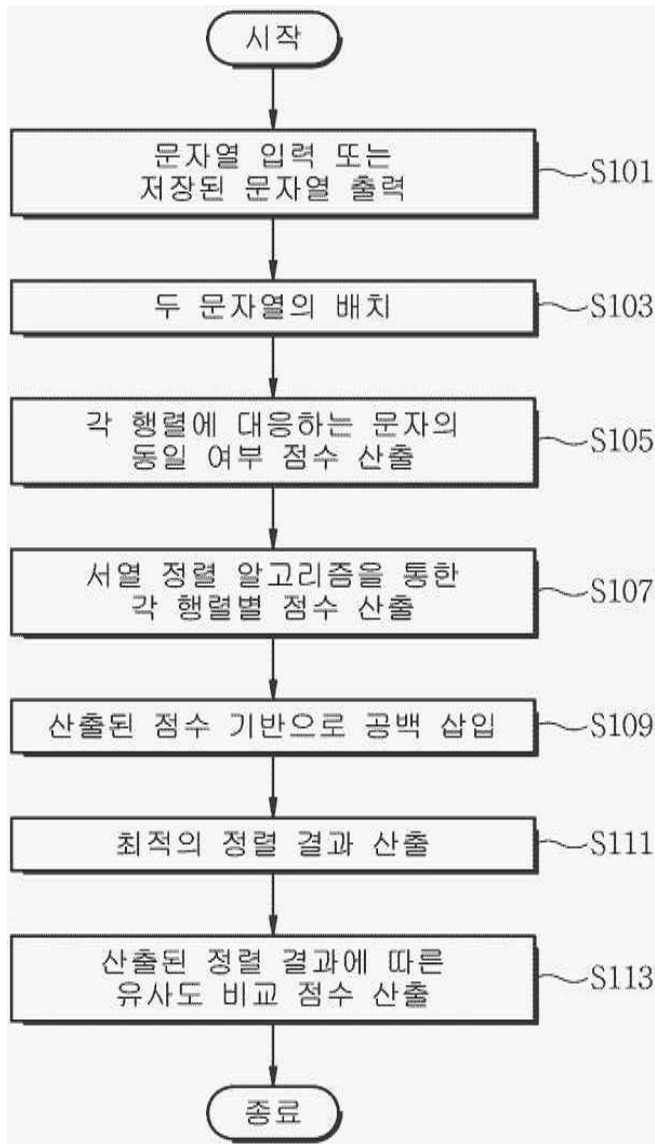 시작
문자열 입력 또는
저장된 문자열 출력
S101
두 문자열의 배치
S103
각 행렬에 대응하는 문자의
동일 여부 점수 산출
S105
서열 정렬 알고리즘을 통한
각 행렬별 점수 산출
S107
산출된 점수 기반으로 공백 삽입
S109
최적의 정렬 결과 산출
S111
산출된 정렬 결과에 따른
유사도 비교 점수 산출
S113
종료